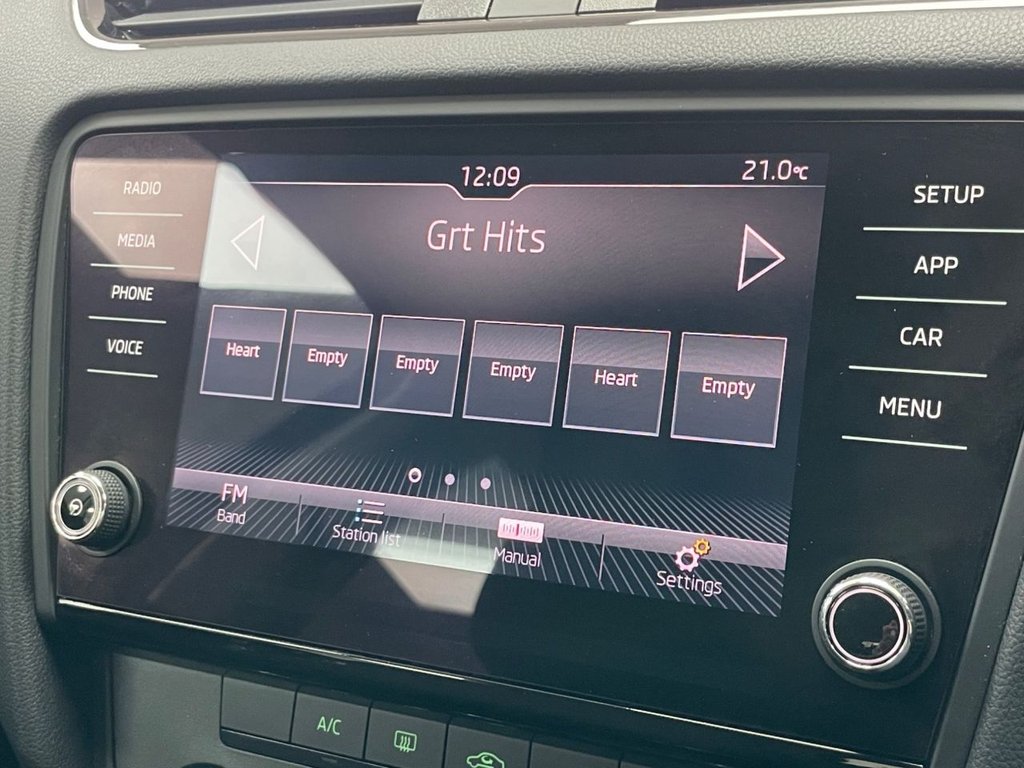 12:09
21.0°C
RADIO
MEDIA
PHONE
VOICE
Grt Hits
SETUP
APP
CAR
MENU
Heart
Empty
Empty
Empty
Heart
Empty
FM
Band
Station list
Manual
Settings
A/C